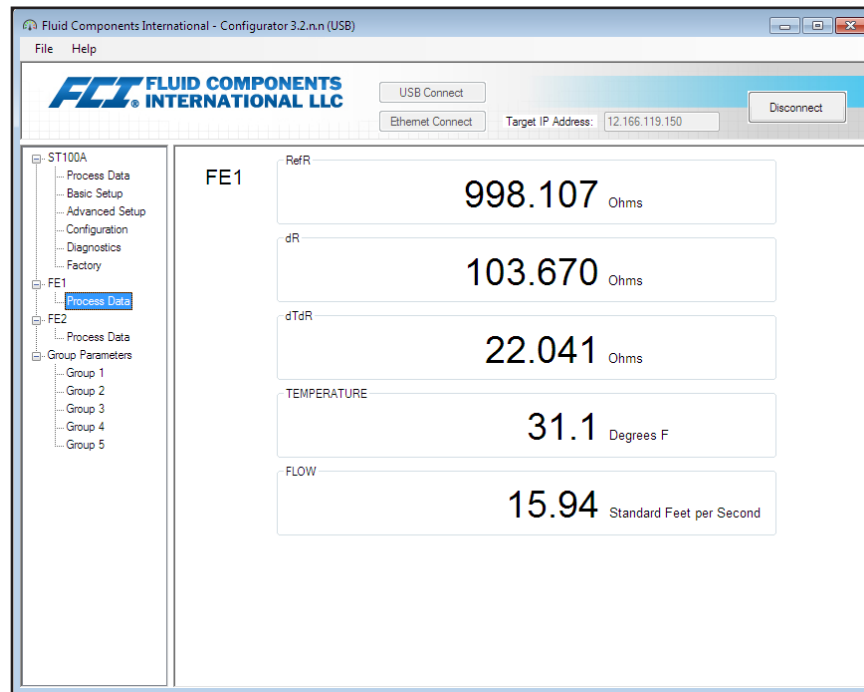 Fluid Components International - Configurator 3.2.n.n (USB)
File Help
FCI® FLUID COMPONENTS
INTERNATIONAL LLC
USB Connect
Ethernet Connect
Target IP Address: 12.166.119.150
Disconnect
ST100A
Process Data
Basic Setup
Advanced Setup
Configuration
Diagnostics
Factory
FE1
Process Data
FE2
Process Data
Group Parameters
Group 1
Group 2
Group 3
Group 4
Group 5
FE1
RefR
998.107 Ohms
dR
103.670 Ohms
dTdR
22.041 Ohms
TEMPERATURE
31.1 Degrees F
FLOW
15.94 Standard Feet per Second